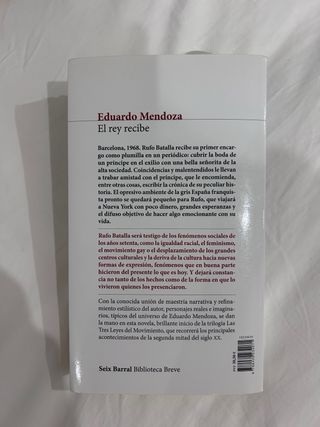 Eduardo Mendoza
El rey recibe
Barcelona, 1968. Rufo Batalla recibe su primer encar-
go como plumilla en un periódico: cubrir la boda de
un príncipe en el exilio con una bella señorita de la
alta sociedad. Coincidencias y malentendidos le llevan
a trabar amistad con el príncipe, que le encomienda,
entre otras cosas, escribir la crónica de su peculiar his-
toria. El opresivo ambiente de la gris España franquis-
ta pronto se quedará pequeño para Rufo, que viajará
a Nueva York con poco dinero, grandes esperanzas y
el difuso objetivo de hacer algo emocionante con su
vida.
Rufo Batalla será testigo de los fenómenos sociales de
los años setenta, como la igualdad racial, el feminismo,
el movimiento gay o el desplazamiento de los grandes
centros culturales y la deriva de la cultura hacia nuevas
formas de expresión, fenómenos que en buena parte
hicieron del presente lo que es hoy. Y dejará constan-
cia no tanto de los hechos como de la forma en que lo
vivieron quienes los presenciaron.
Con la conocida unión de maestría narrativa y refina-
miento estilístico del autor, personajes reales e imagi-
narios, típicos del universo de Eduardo Mendoza, se dan
la mano en esta novela, brillante inicio de la trilogía Las
Tres Leyes del Movimiento, que recorrerá los principales
acontecimientos de la segunda mitad del siglo XX.
Seix Barral Biblioteca Breve